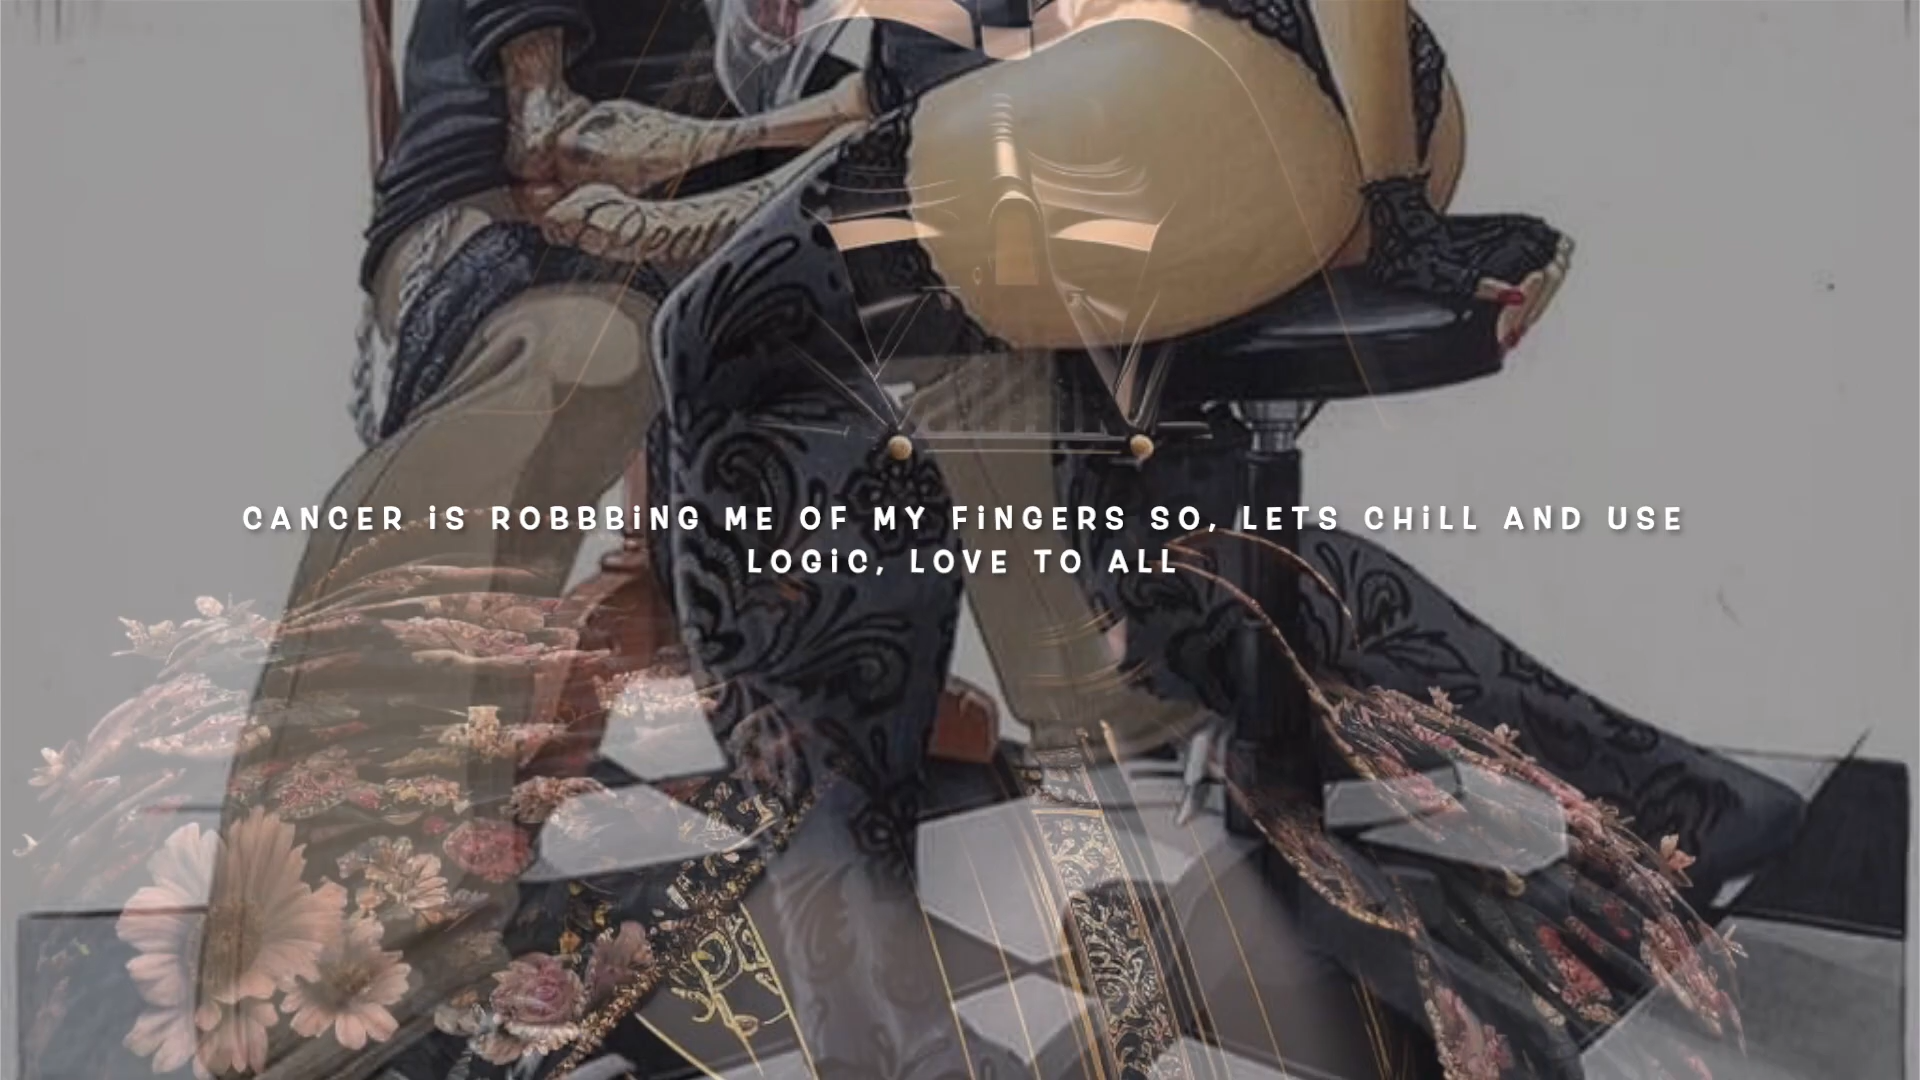 CANCER iS ROBBBiNG ME OF MY FiNGERS SO, LETS CHiLL AND USE
LOGiC, LOVE TO ALL